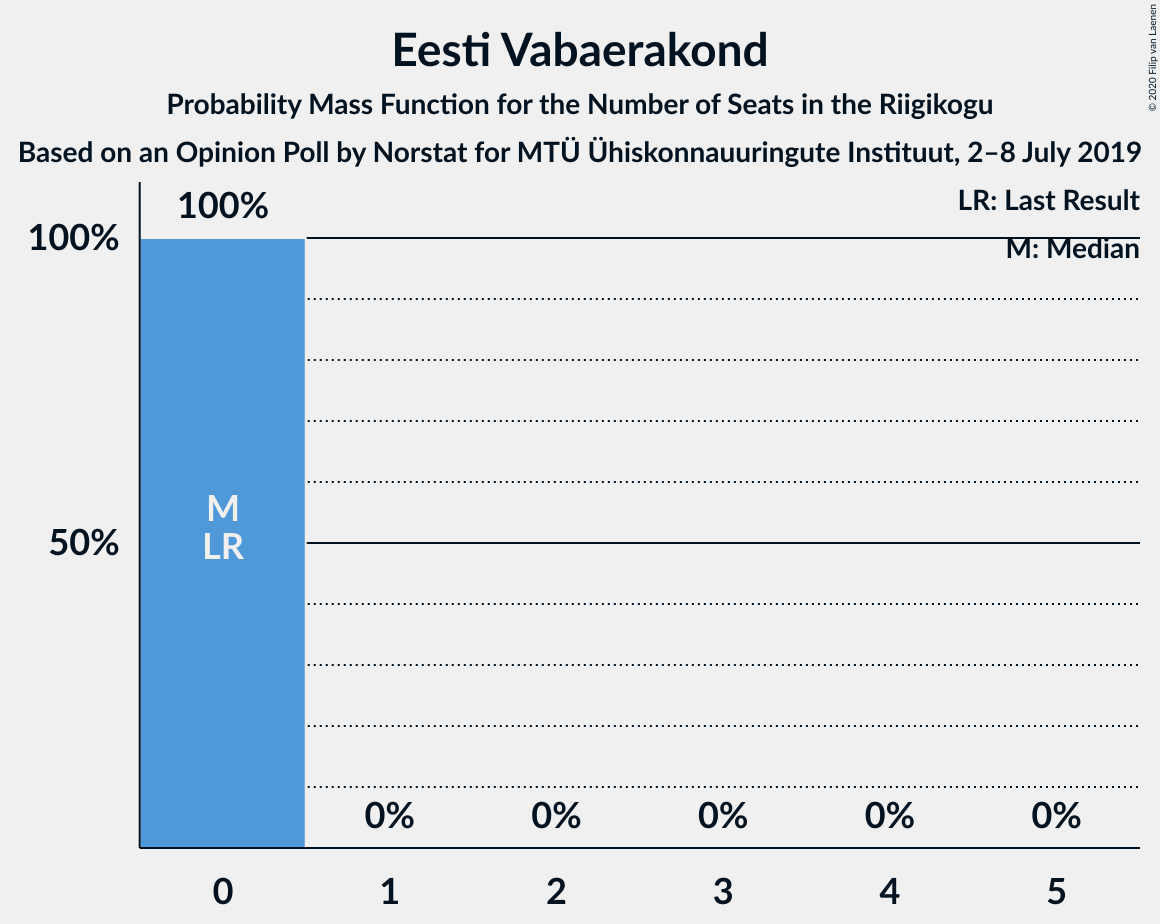 Eesti Vabaerakond
Probability Mass Function for the Number of Seats in the Riigikogu
Based on an Opinion Poll by Norstat for MTÜ Ühiskonnauuringute Instituut, 2–8 July 2019
© 2020 Filip van Laenen
LR: Last Result
M: Median
100%
100%
50%
M
LR
0% 0% 0% 0% 0%
0 1 2 3 4 5